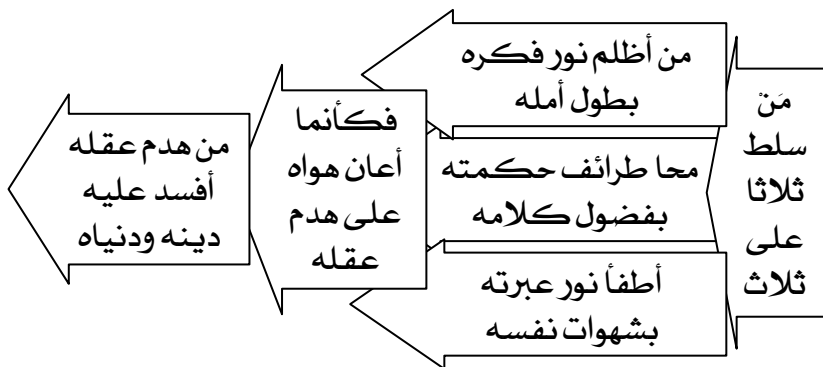 مَنْ
سلط
ثلاثا
على
ثلاث
من أظلم نور فكره
بطول أمله
محا طرائف حكمته
بفضول كلامه
أطفأ نور عبرته
بشهوات نفسه
فكأنما
أعان هواه
على هدم
عقله
من هدم عقله
أفسد عليه
دينه ودنياه